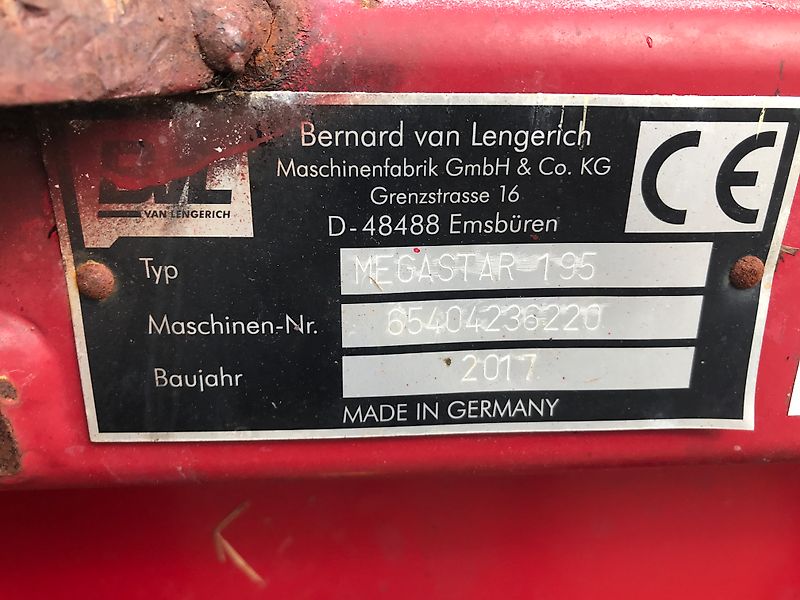 Bernard van Lengerich
Maschinenfabrik GmbH & Co. KG
Grenzstrasse 16
D-48488 Emsbüren
CE
BVL
VAN LENGERICH
Typ MEGASTAR 195
Maschinen-Nr. 65404236220
Baujahr 2017
MADE IN GERMANY